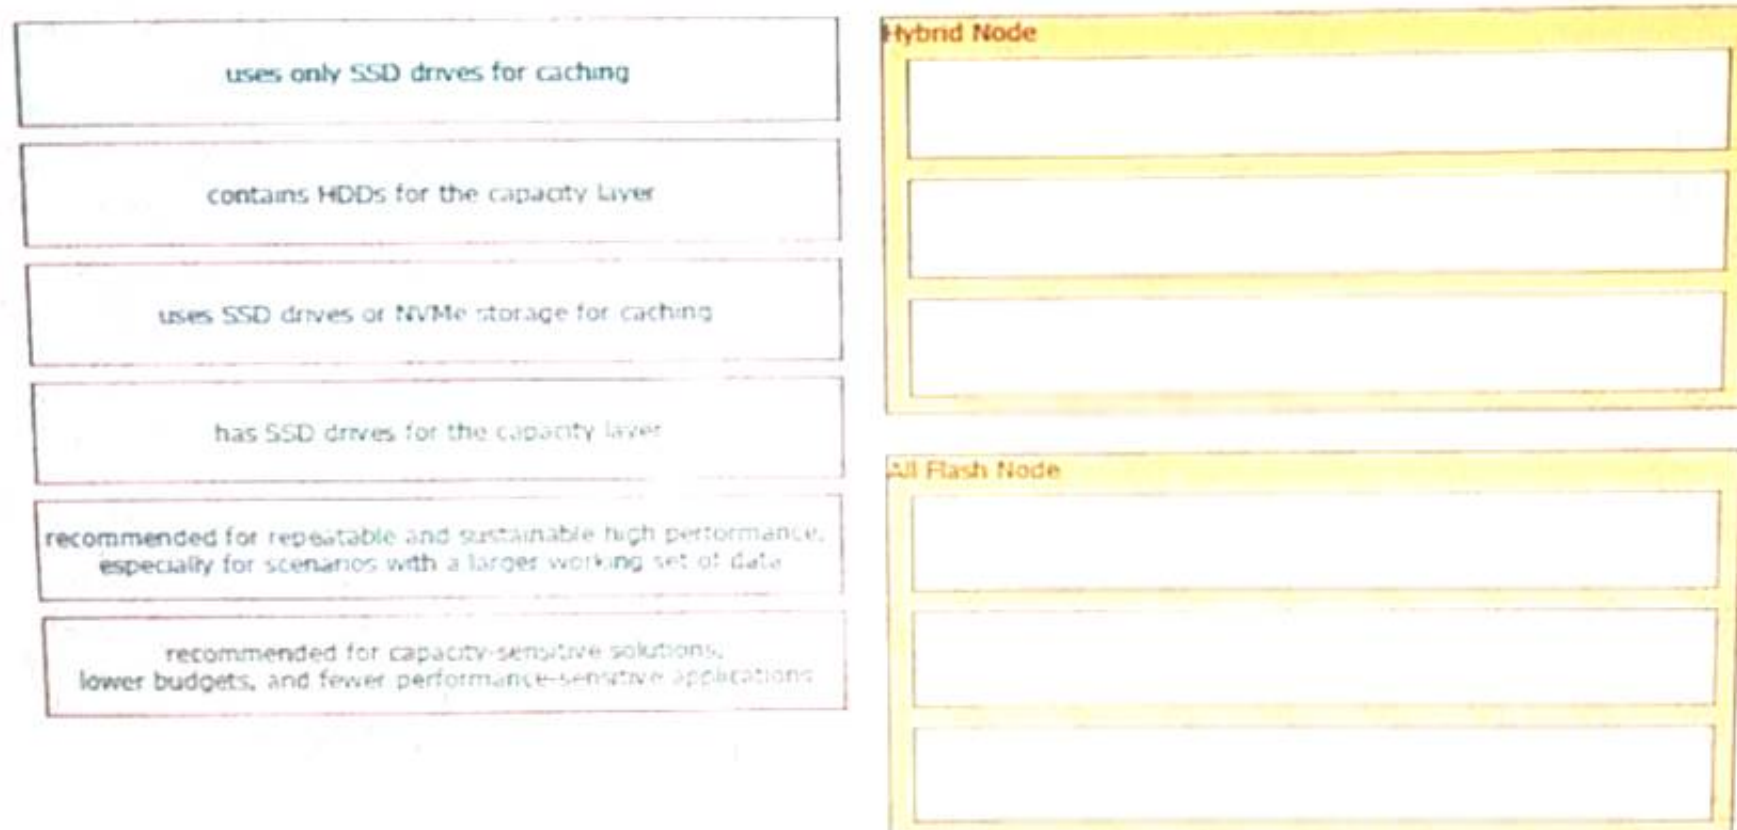 uses only SSD drives for caching
contains HDDs for the capacity Layer
uses SSD drives or NVMe storage for caching
has SSD drives for the capacity layer
recommended for repeatable and sustainable high performance,
especially for scenarios with a larger working set of data
recommended for capacity-sensitive solutions,
lower budgets, and fewer performance-sensitive applications
Hybrid Node
All Flash Node